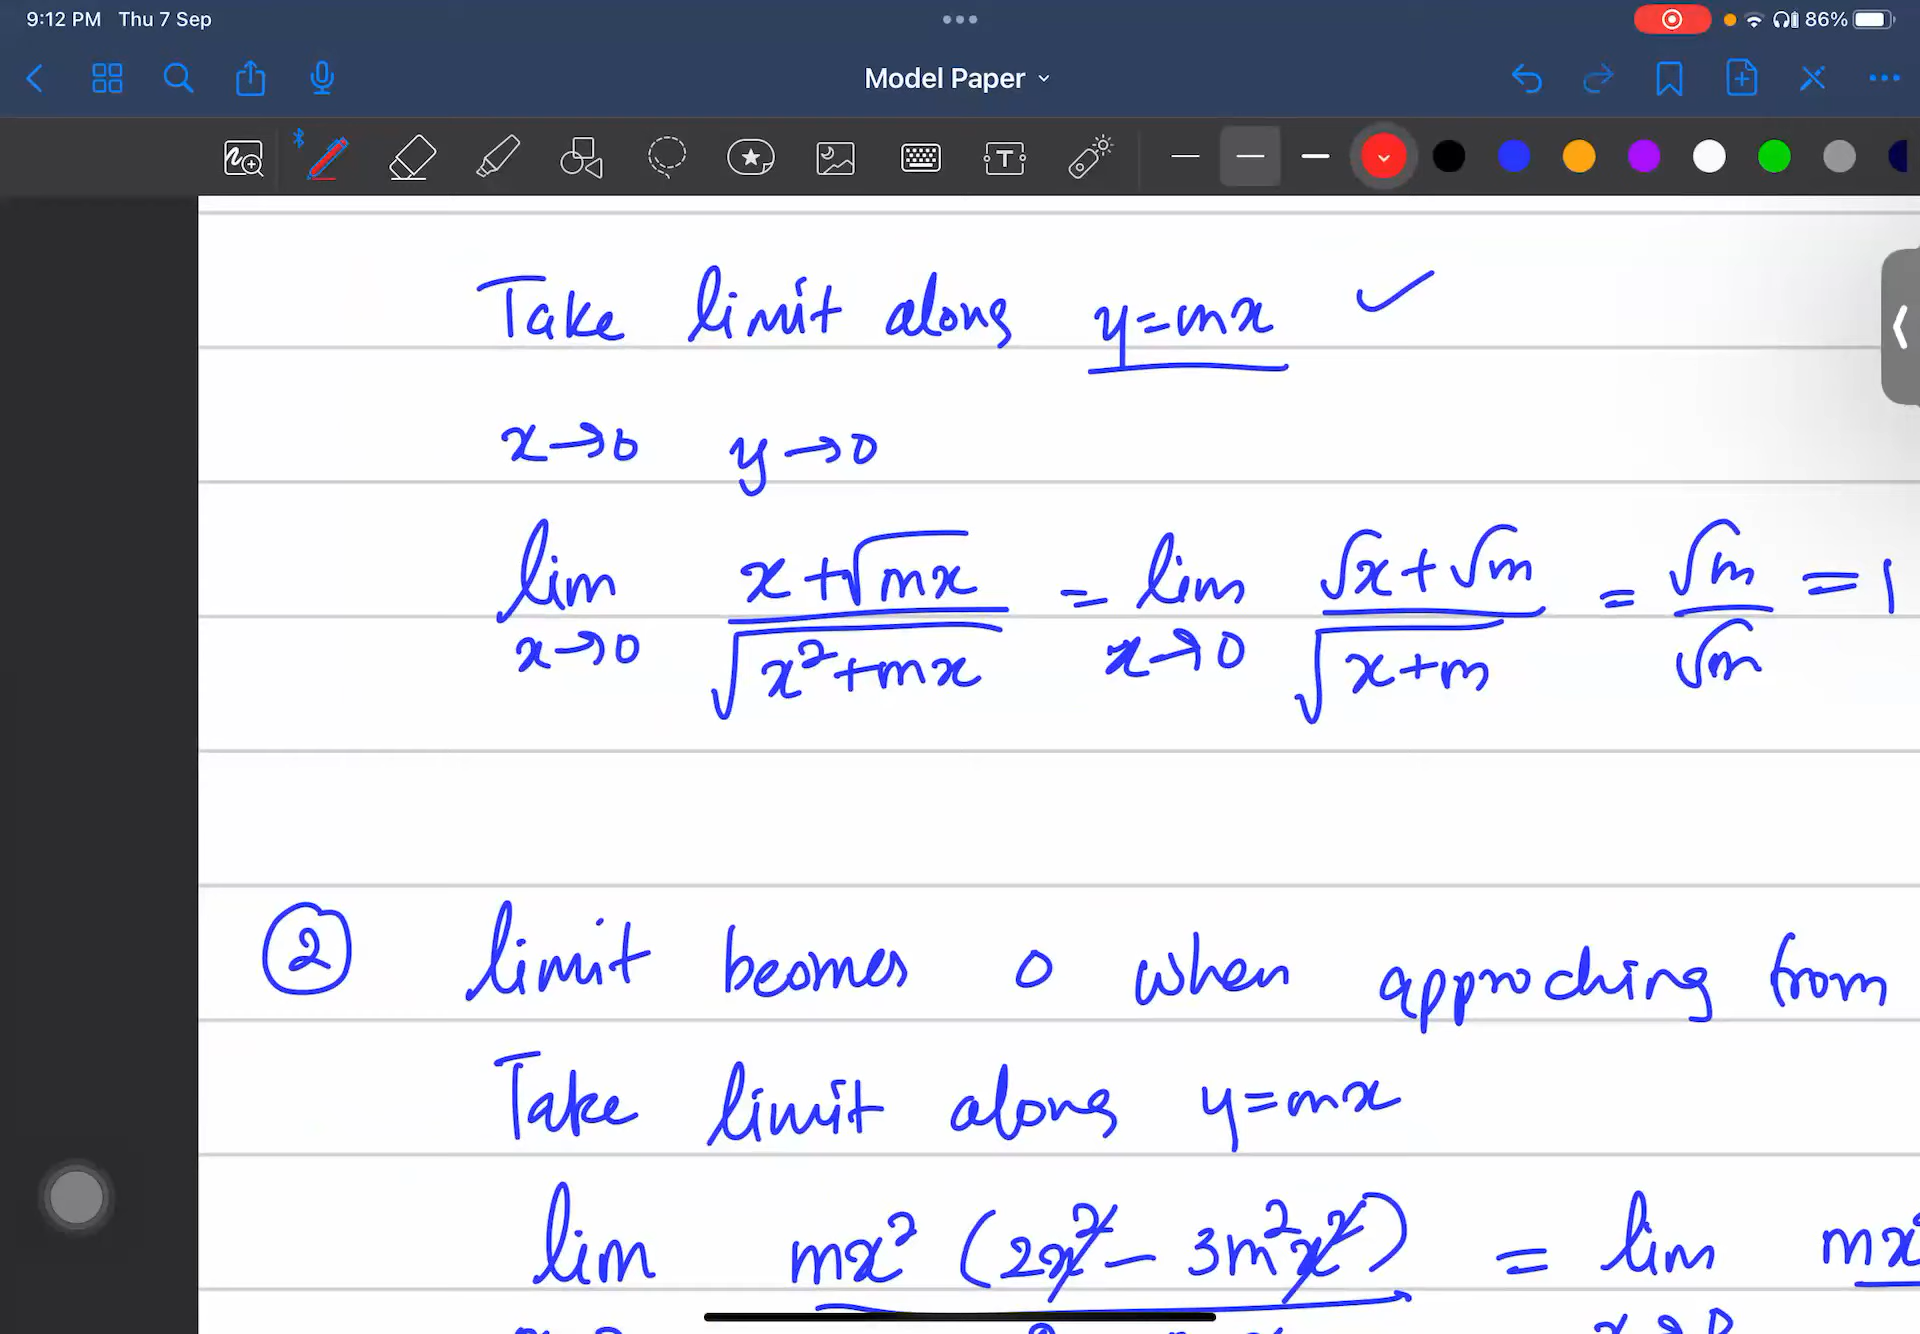 9:12 PM Thu 7 Sep 86%
Model Paper
T
Take limit along y=mx ✓
x→0 y→0
lim x→0 (x+√mx)/√(x²+mx) = lim x→0 (√x+√m)/√(x+m) = √m/√m = 1
② limit beomes 0 when approching from
Take limit along y=mx
lim mx² (2x²- 3m²x²) = lim mx